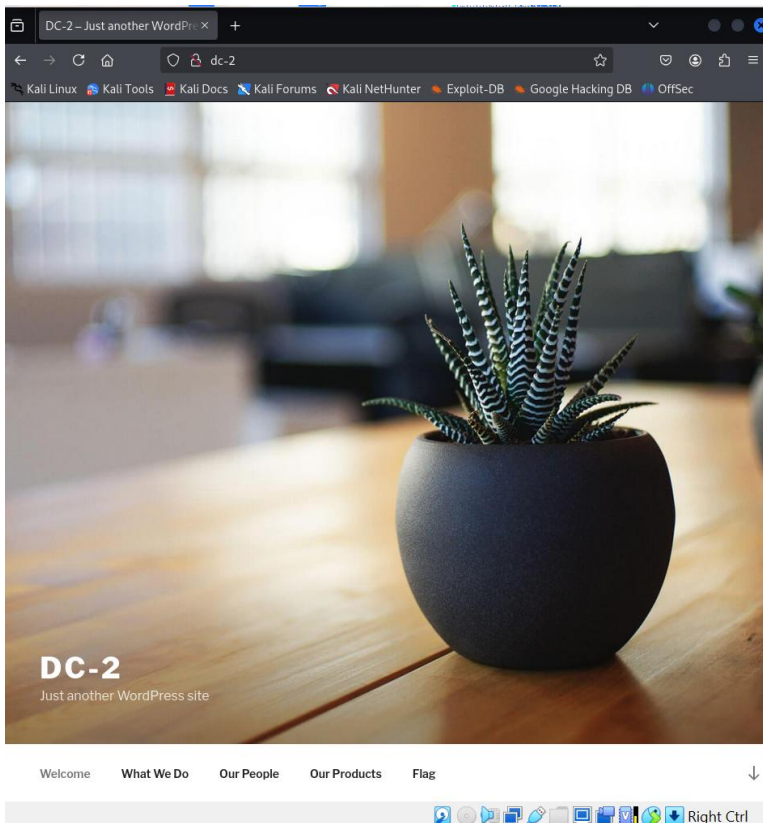 DC-2 – Just another WordPre
dc-2
Kali Linux Kali Tools Kali Docs Kali Forums Kali NetHunter Exploit-DB Google Hacking DB OffSec
DC-2
Just another WordPress site
Welcome What We Do Our People Our Products Flag
Right Ctrl